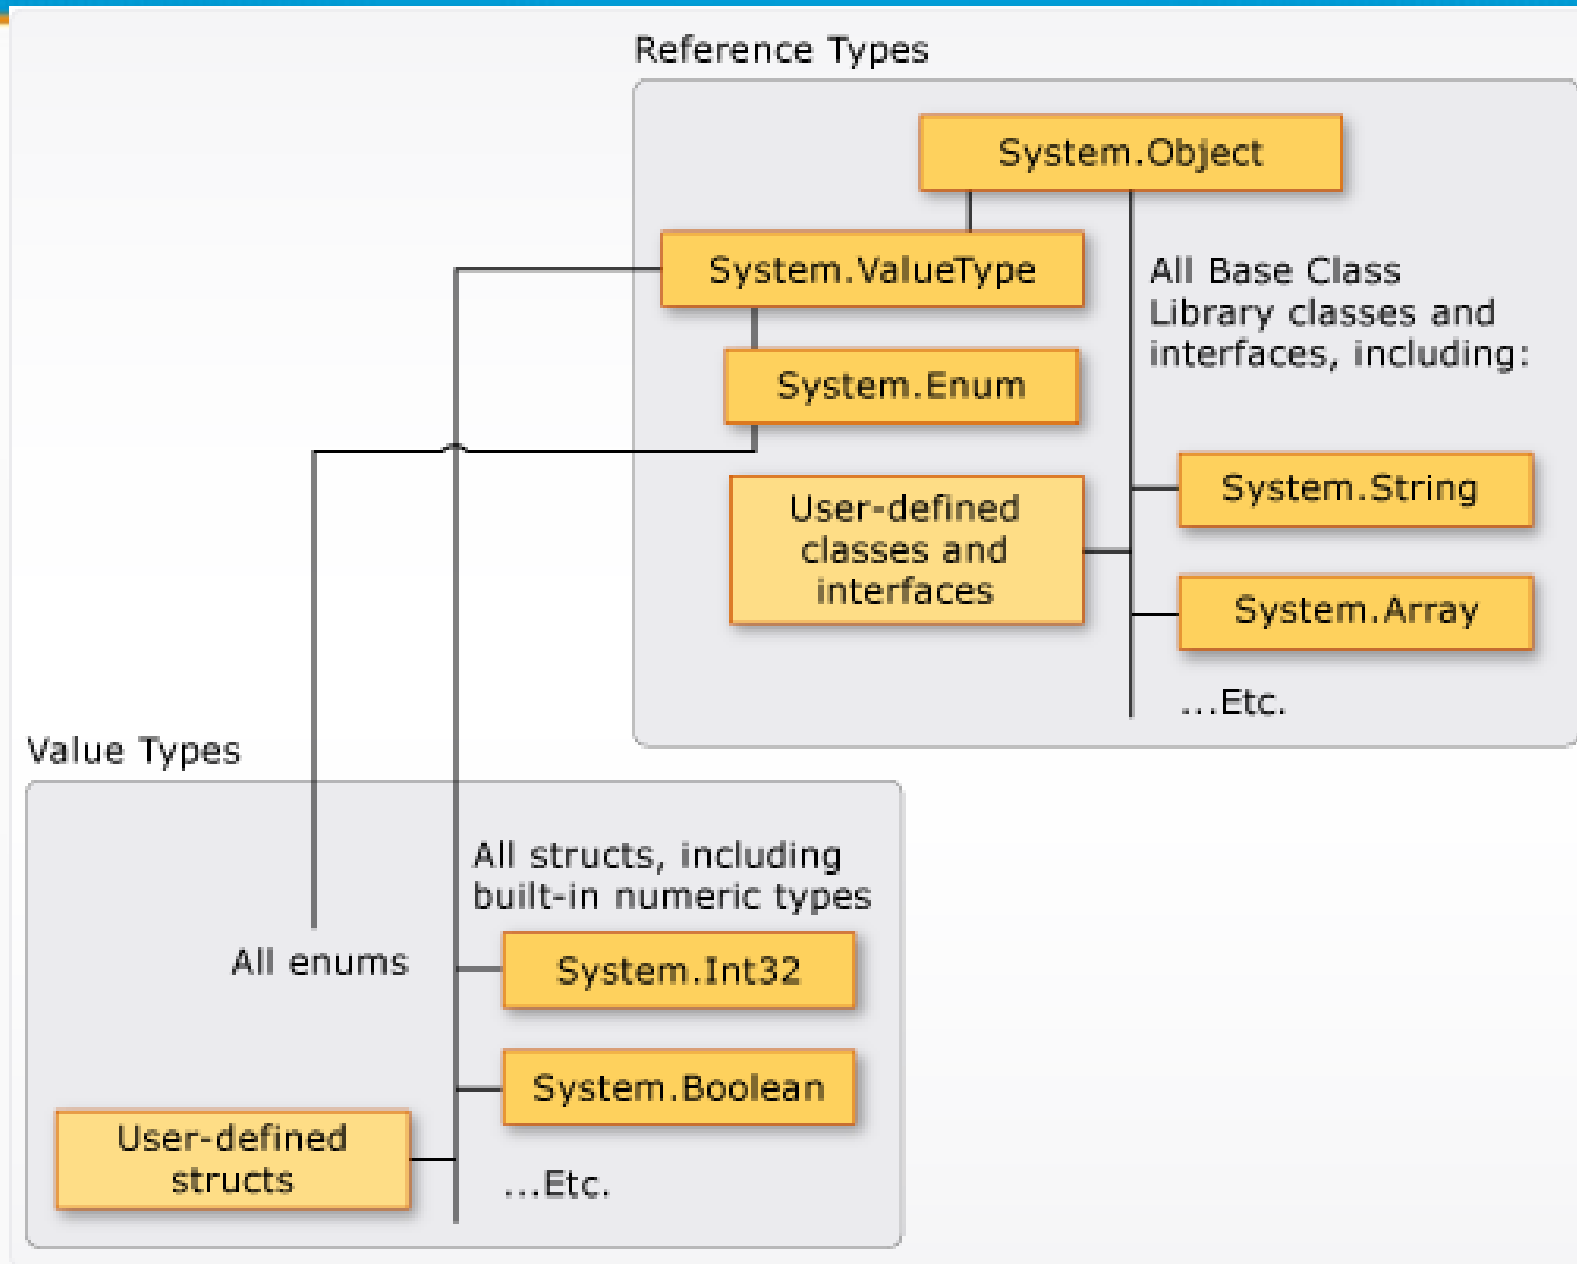 Reference Types
System.Object
System.ValueType
All Base Class
Library classes and
interfaces, including:
System.Enum
System.String
User-defined
classes and
interfaces
System.Array
...Etc.
Value Types
All structs, including
built-in numeric types
All enums
System.Int32
System.Boolean
User-defined
structs
...Etc.